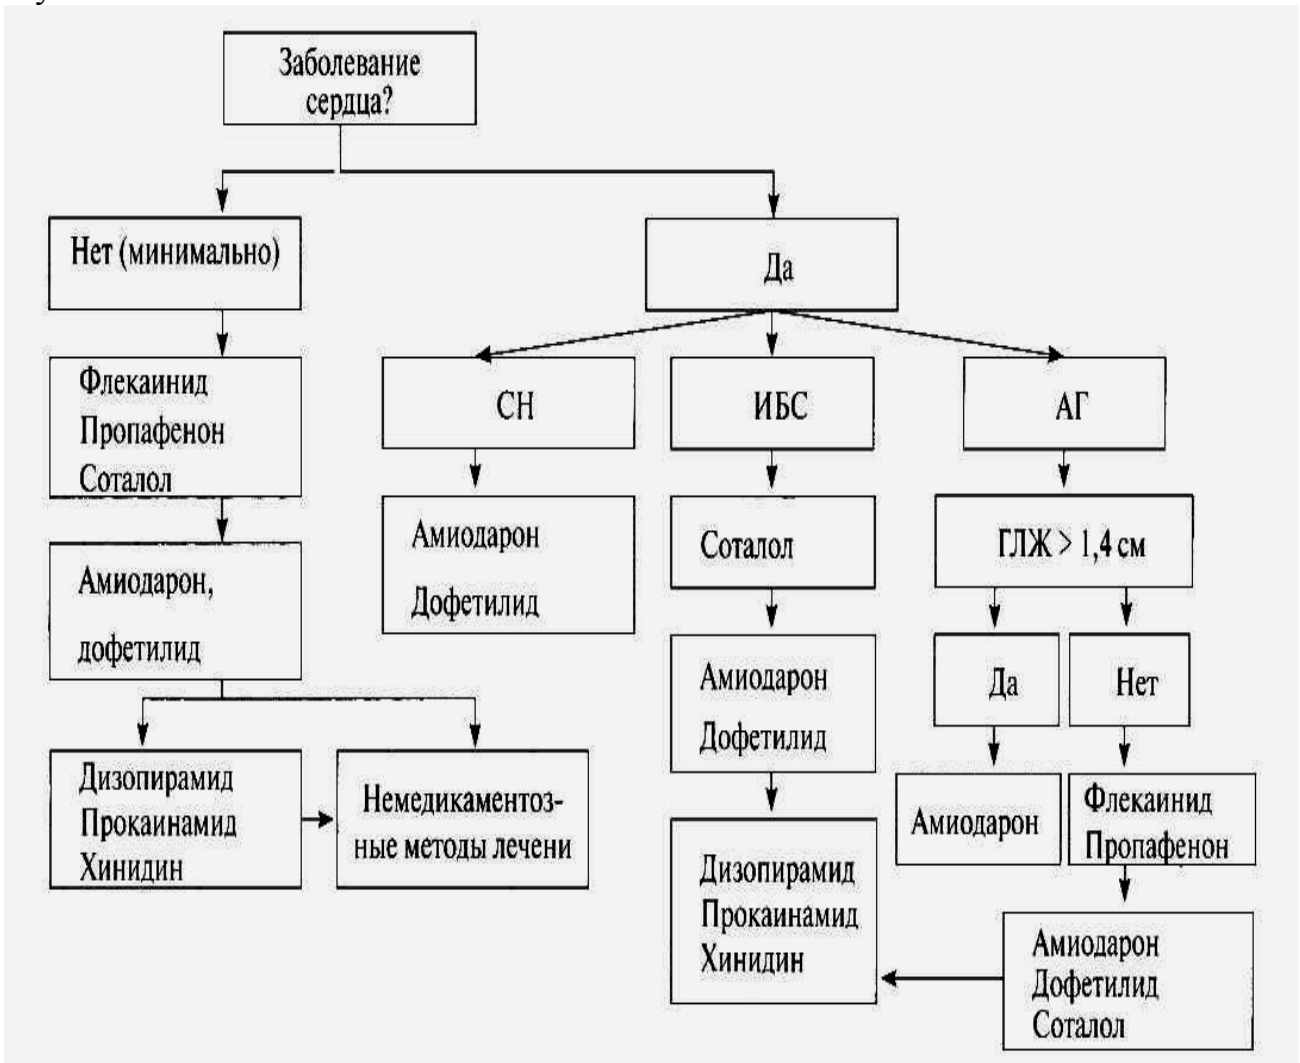 Заболевание
сердца?
Нет (минимально)
Да
Флекаинид
Пропафенон
Соталол
СН
ИБС
АГ
Амиодарон,
дофетилид
Амиодарон
Дофетилид
Соталол
ГЛЖ > 1,4 см
Амиодарон
Дофетилид
Да
Нет
Дизопирамид
Прокаинамид
Хинидин
Немедикаментоз-
ные методы лечени
Дизопирамид
Прокаинамид
Хинидин
Амиодарон
Флекаинид
Пропафенон
Амиодарон
Дофетилид
Соталол